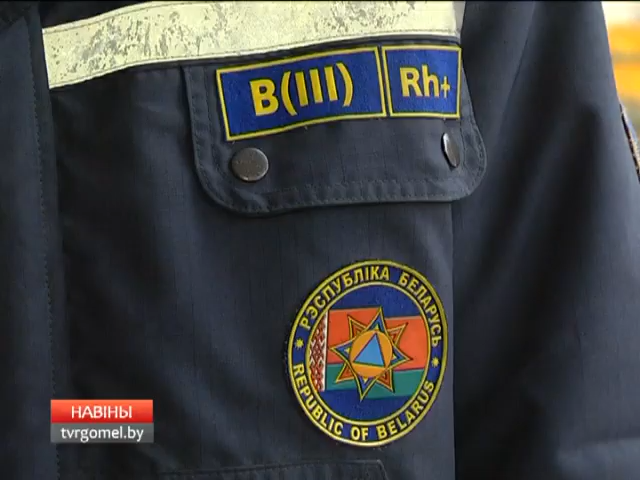 B(III) Rh+
РЭСПУБЛІКА БЕЛАРУСЬ
REPUBLIC OF BELARUS
НАВІНЫ
tvrgomel.by